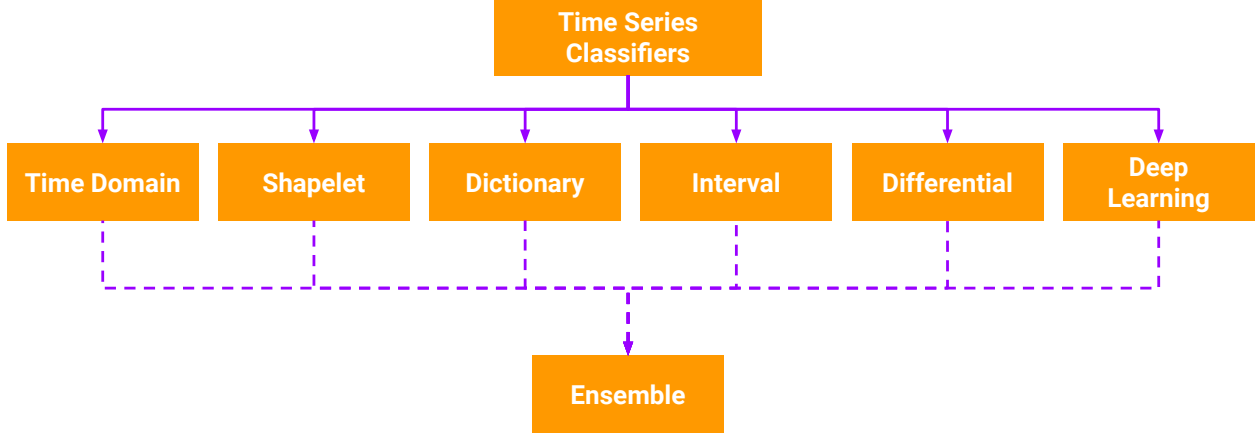 Time Series
Classifiers
Time Domain
Shapelet
Dictionary
Interval
Differential
Deep
Learning
Ensemble